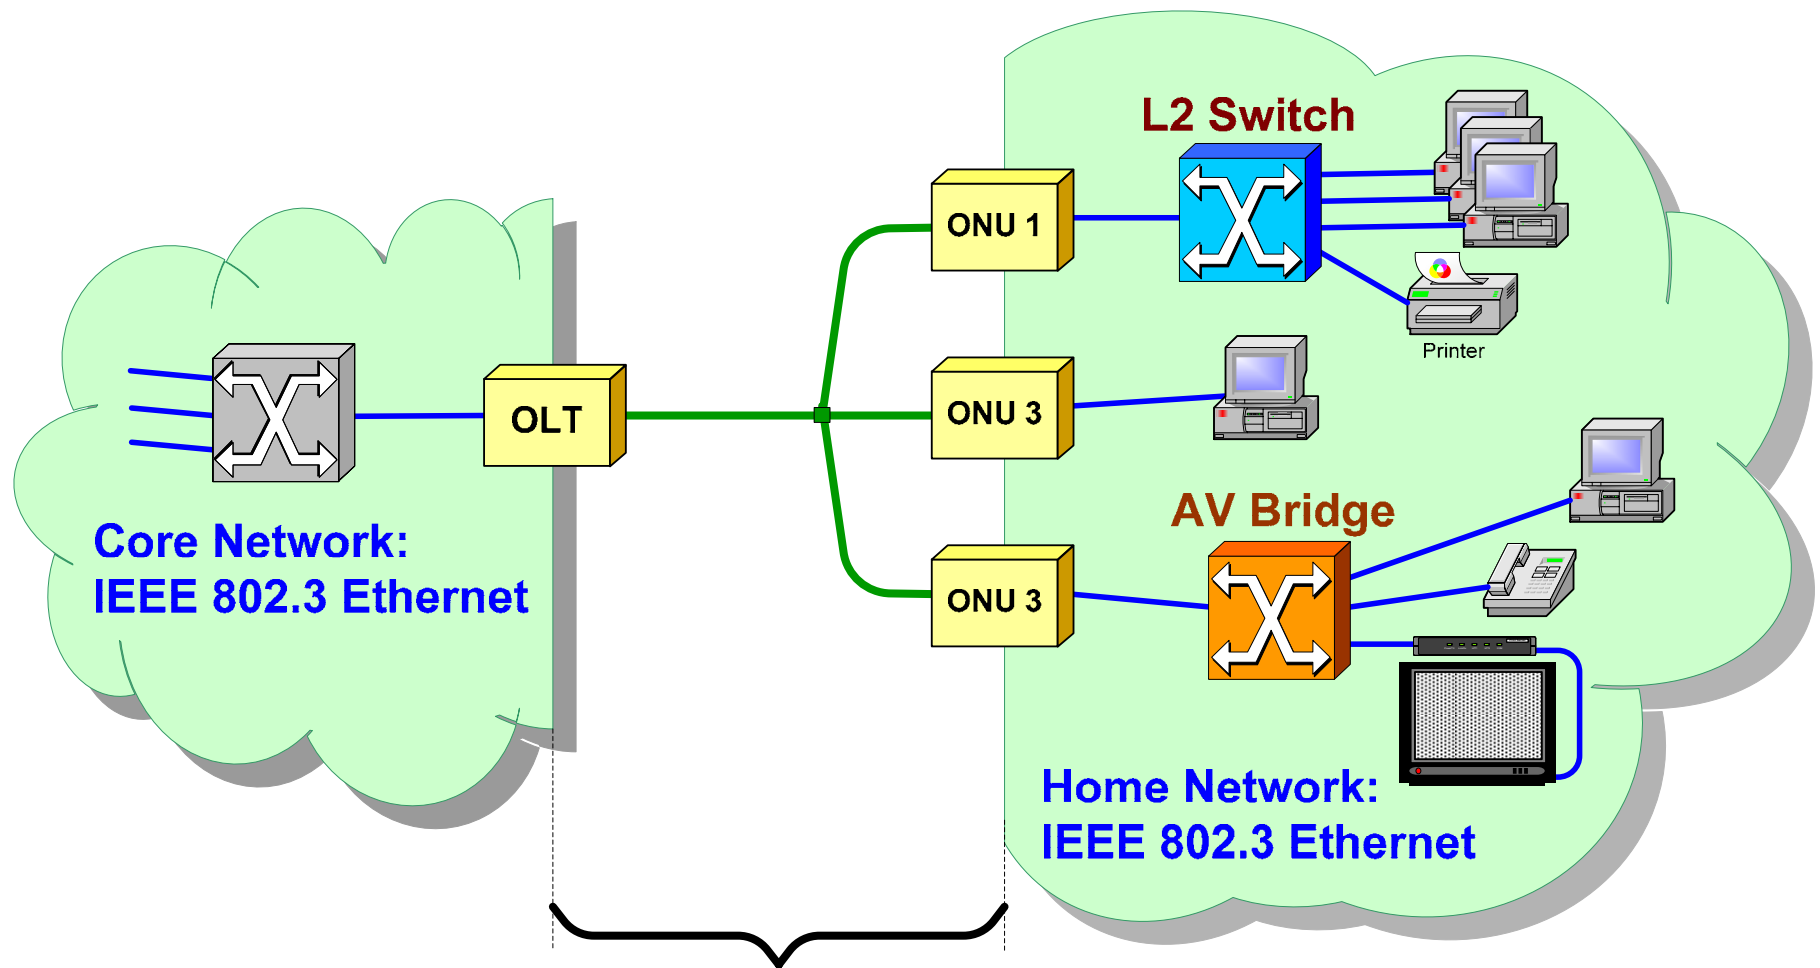 L2 Switch
ONU 1
Printer
OLT
ONU 3
AV Bridge
Core Network:
IEEE 802.3 Ethernet
ONU 3
Home Network:
IEEE 802.3 Ethernet